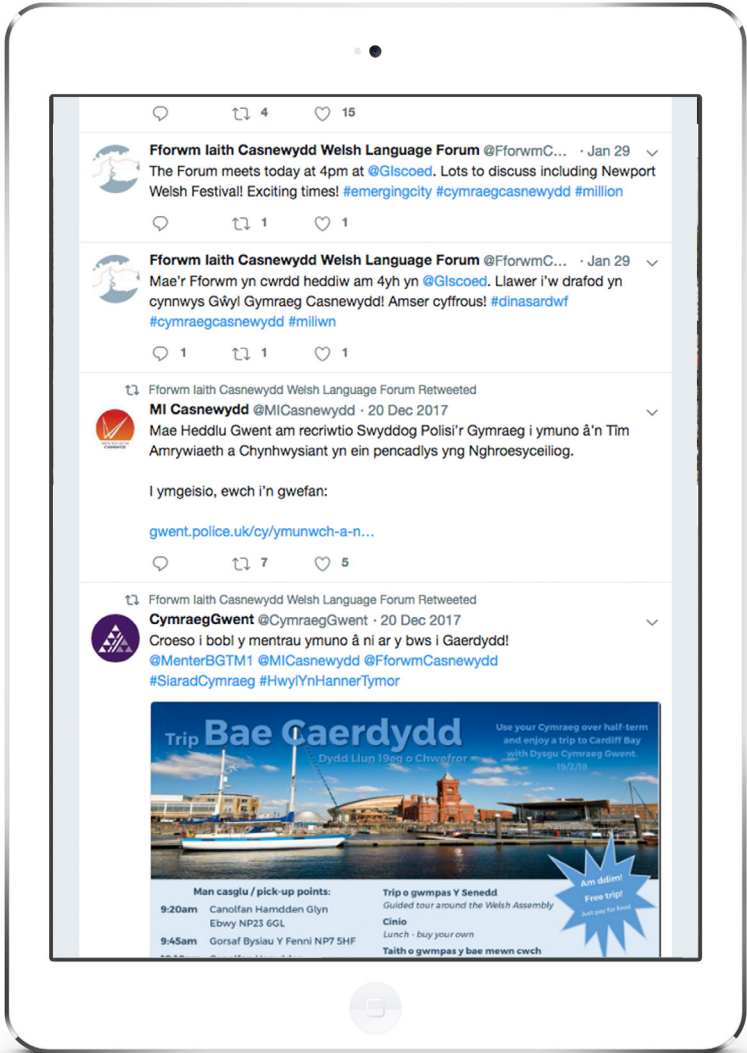 4 15
Fforwm Iaith Casnewydd Welsh Language Forum @FforwmC... · Jan 29
The Forum meets today at 4pm at @GIscoed. Lots to discuss including Newport
Welsh Festival! Exciting times! #emergingcity #cymraegcasnewydd #million
1 1
Fforwm Iaith Casnewydd Welsh Language Forum @FforwmC... · Jan 29
Mae'r Fforwm yn cwrdd heddiw am 4yh yn @GIscoed. Llawer i'w drafod yn
cynnwys Gŵyl Gymraeg Casnewydd! Amser cyffrous! #dinasardwf
#cymraegcasnewydd #miliwn
1 1 1
Fforwm Iaith Casnewydd Welsh Language Forum Retweeted
MI Casnewydd @MICasnewydd · 20 Dec 2017
Mae Heddlu Gwent am recriwtio Swyddog Polisi'r Gymraeg i ymuno â'n Tîm
Amrywiaeth a Chynhwysiant yn ein pencadlys yng Nghroesyceiliog.
I ymgeisio, ewch i'n gwefan:
gwent.police.uk/cy/ymunwch-a-n...
7 5
Fforwm Iaith Casnewydd Welsh Language Forum Retweeted
CymraegGwent @CymraegGwent · 20 Dec 2017
Croeso i bobl y mentrau ymuno â ni ar y bws i Gaerdydd!
@MenterBGTM1 @MICasnewydd @FforwmCasnewydd
#SiaradCymraeg #HwylYnHannerTymor
Trip Bae Caerdydd
Dydd Llun 19eg o Chwefror
Use your Cymraeg over half-term
and enjoy a trip to Cardiff Bay
with Dysgu Cymraeg Gwent.
19/2/18
Am ddim!
Free trip!
Just pay for food
Man casglu / pick-up points:
9:20am Canolfan Hamdden Glyn
Ebwy NP23 6GL
9:45am Gorsaf Bysiau Y Fenni NP7 5HF
Trip o gwmpas Y Senedd
Guided tour around the Welsh Assembly
Cinio
Lunch - buy your own
Taith o gwmpas y bae mewn cwch